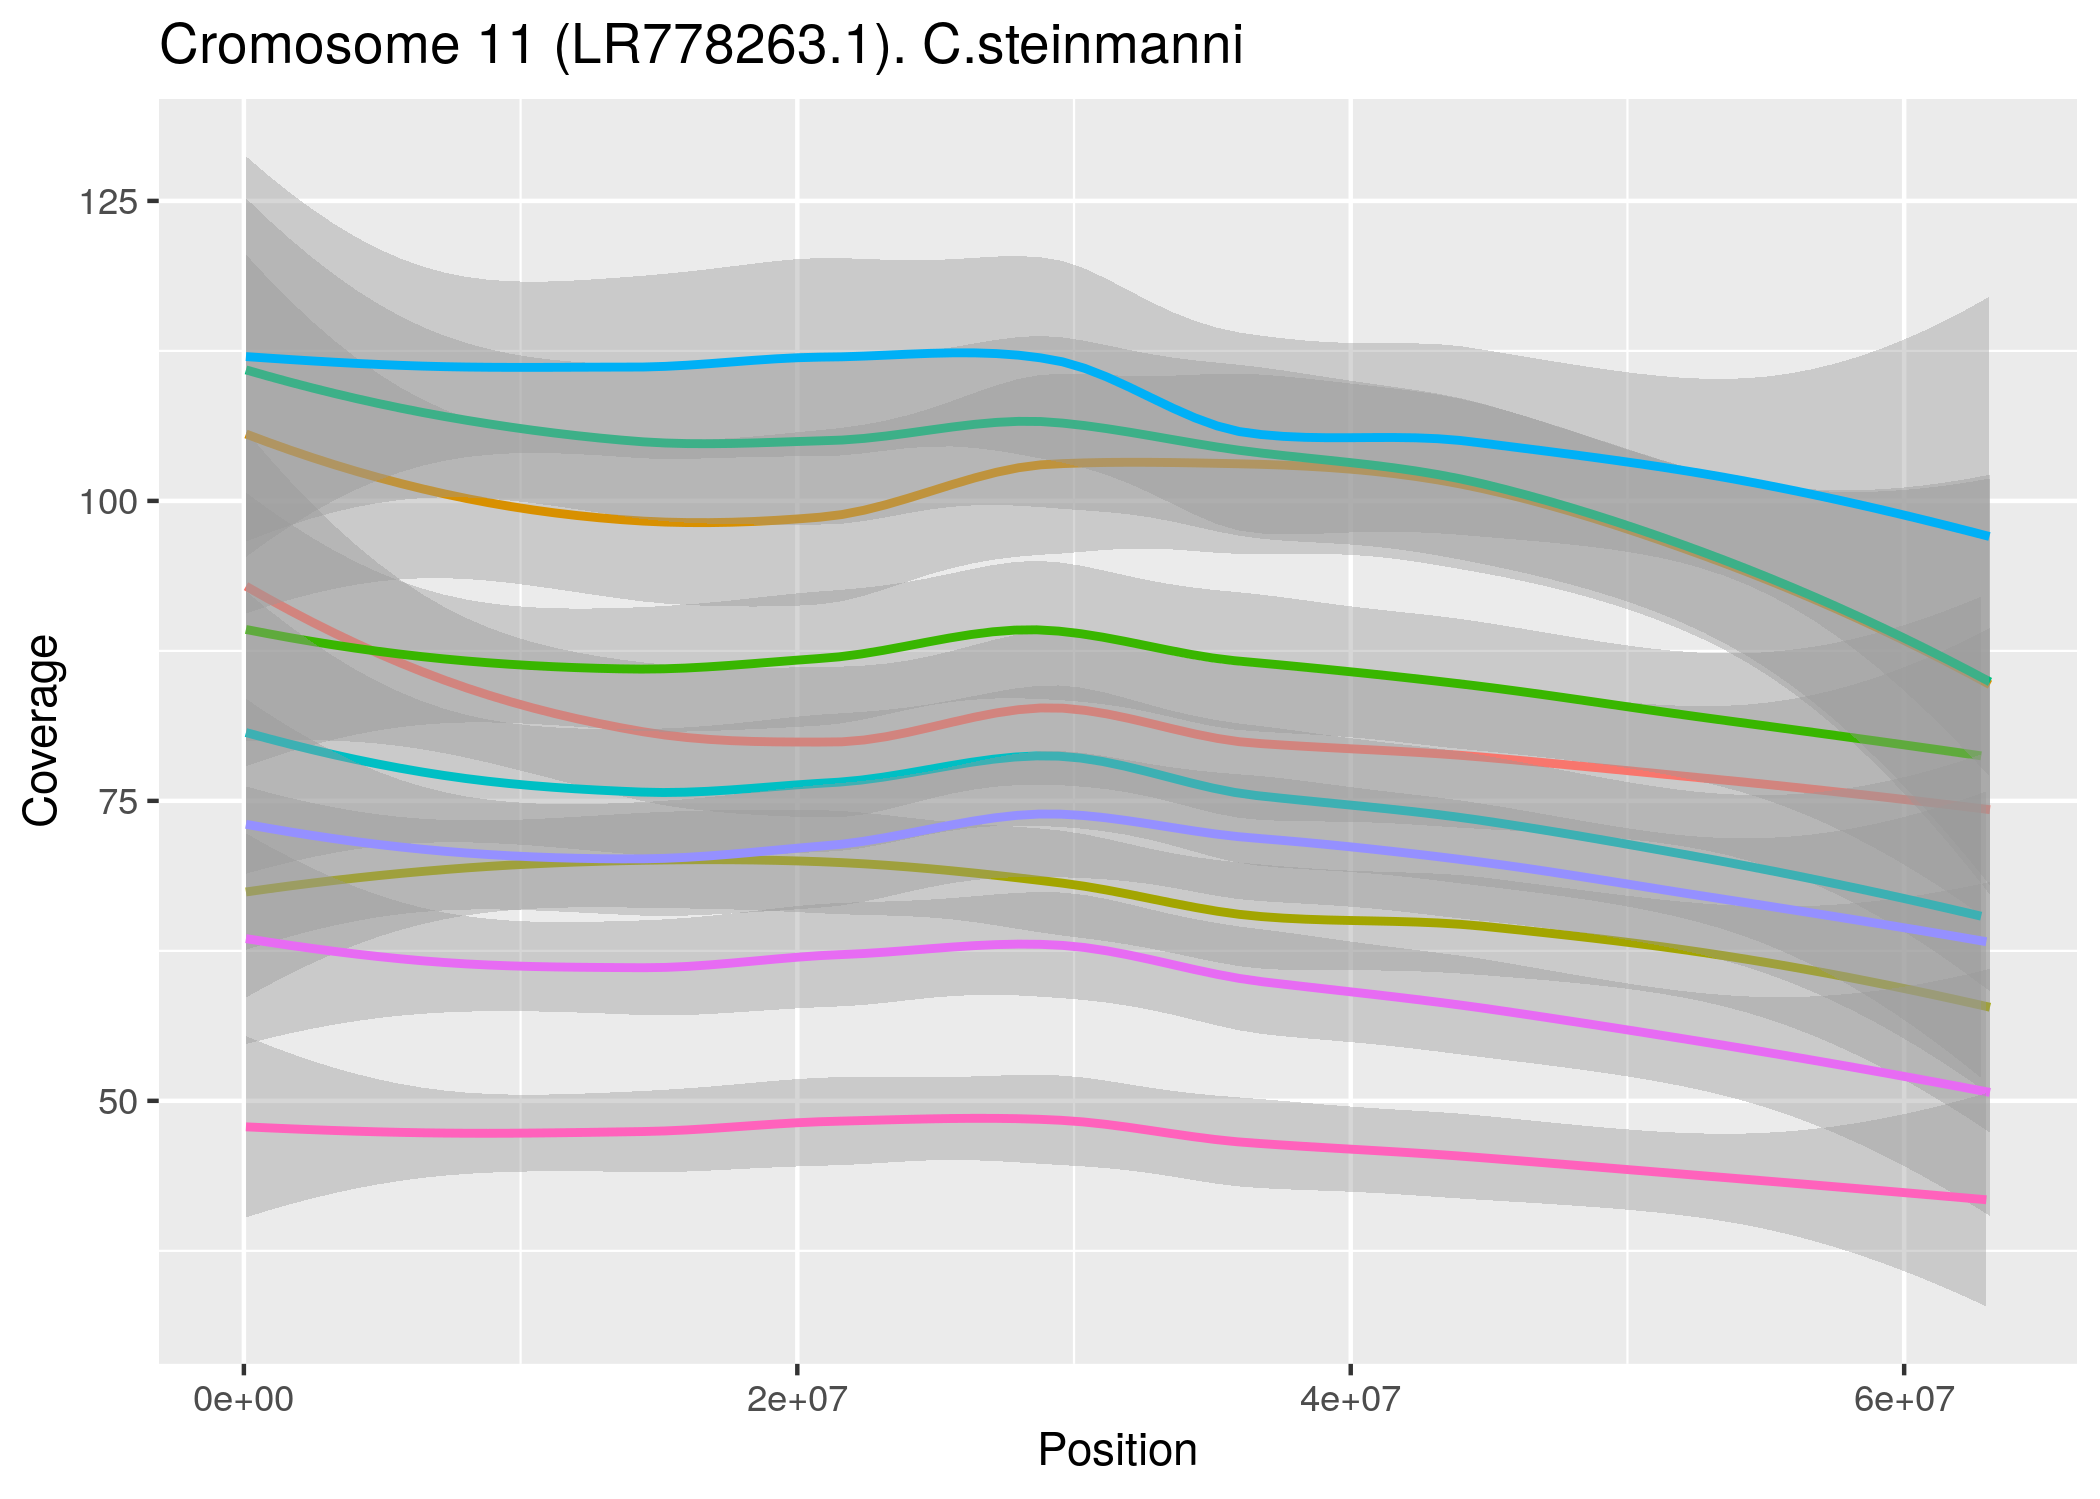 Cromosome 11 (LR778263.1). C.steinmanni
125
100
75
50
Coverage
0e+00 2e+07 4e+07 6e+07
Position